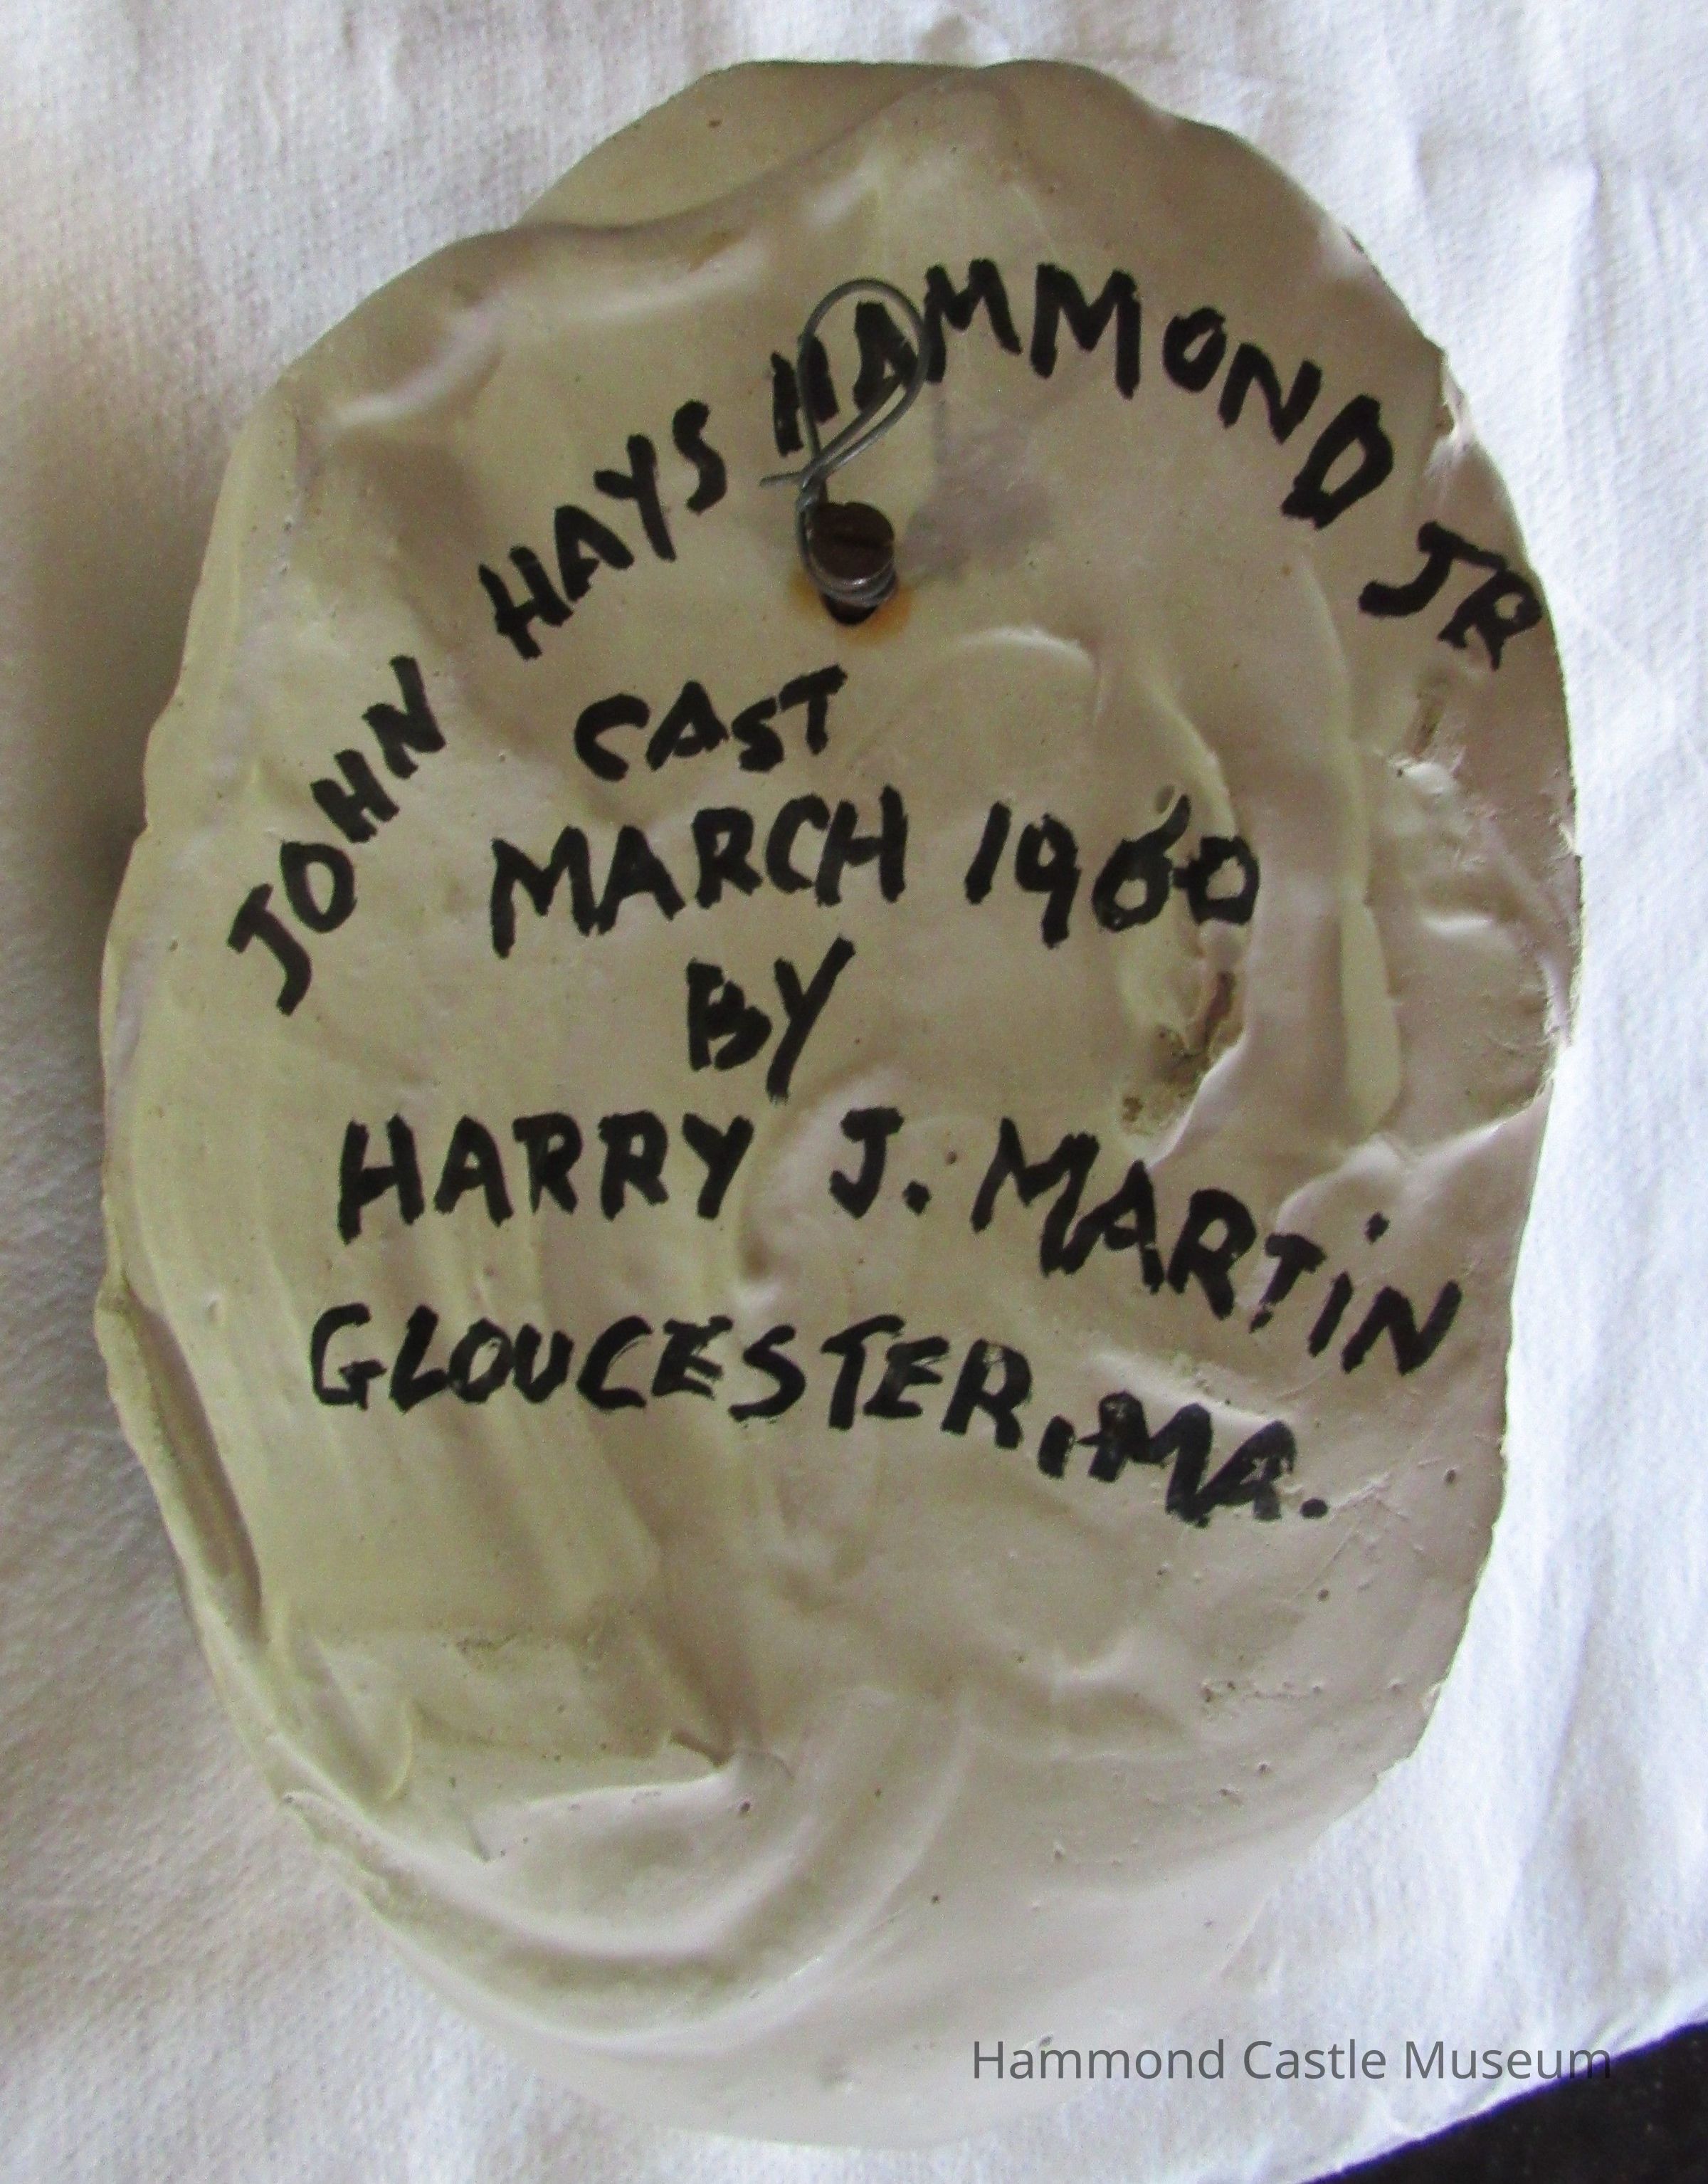 JOHN HAYS HAMMOND JR
CAST
MARCH 1960
BY
HARRY J. MARTiN
GLOUCESTER, MA.
Hammond Castle Museum